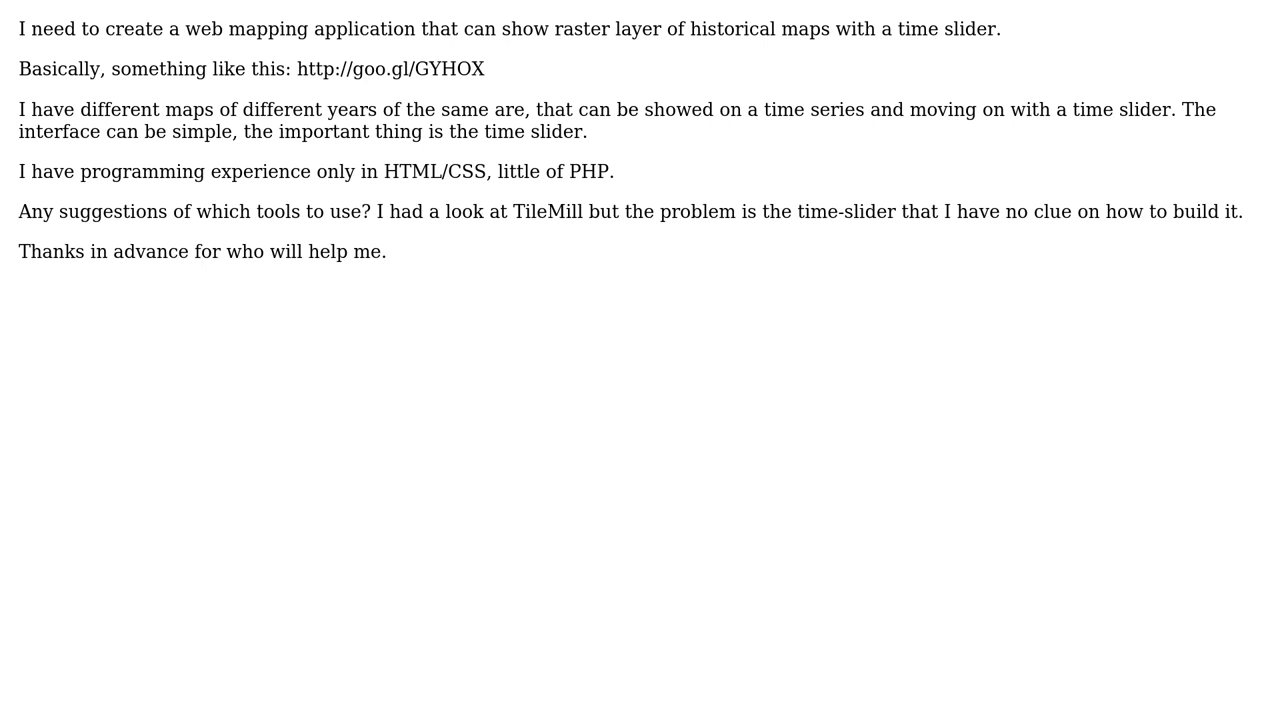 I need to create a web mapping application that can show raster layer of historical maps with a time slider.
Basically, something like this: http://goo.gl/GYHOX
I have different maps of different years of the same are, that can be showed on a time series and moving on with a time slider. The
interface can be simple, the important thing is the time slider.
I have programming experience only in HTML/CSS, little of PHP.
Any suggestions of which tools to use? I had a look at TileMill but the problem is the time-slider that I have no clue on how to build it.
Thanks in advance for who will help me.